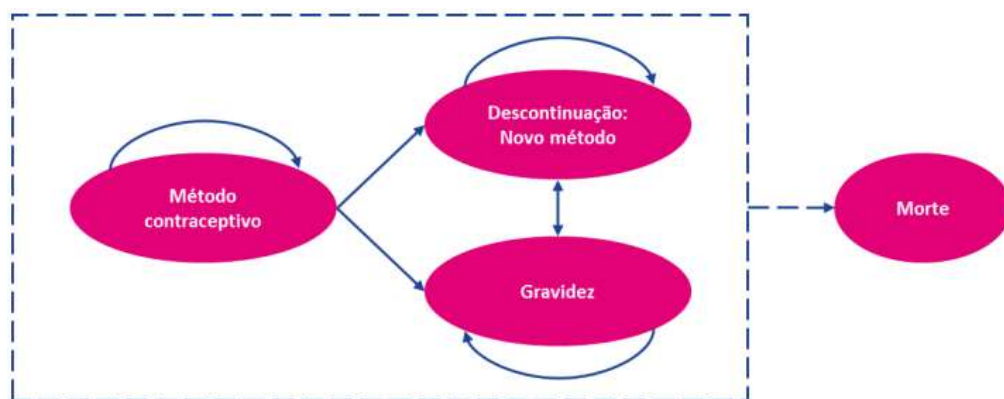 Descontinuação:
Novo método
Método
contraceptivo
Morte
Gravidez